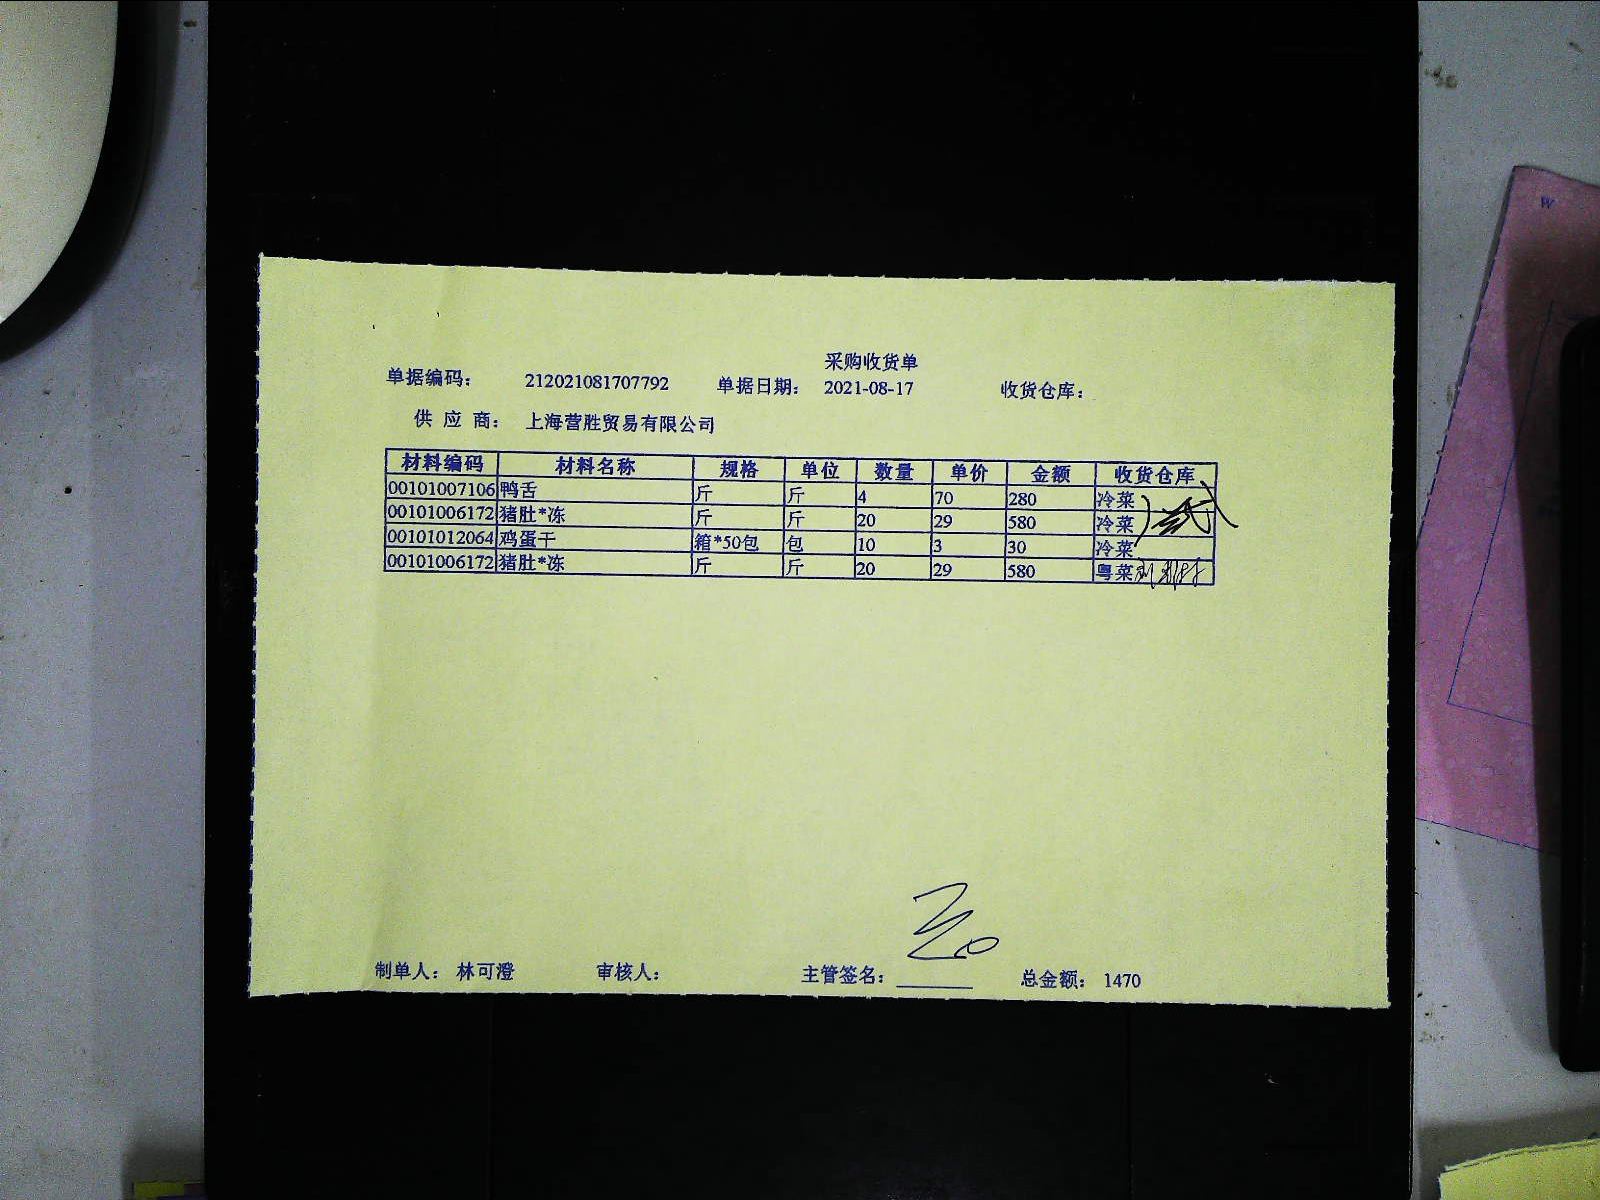 采购收货单
单据编码: 212021081707792 单据日期: 2021-08-17 收货仓库:
供 应 商: 上海营胜贸易有限公司
材料编码 材料名称 规格 单位 数量 单价 金额 收货仓库
00101007106 鸭舌 斤 斤 4 70 280 冷菜
00101006172 猪肚*冻 斤 斤 20 29 580 冷菜
00101012064 鸡蛋干 箱*50包 包 10 3 30 冷菜
00101006172 猪肚*冻 斤 斤 20 29 580 粤菜
制单人: 林可澄 审核人: 主管签名: 总金额: 1470
W